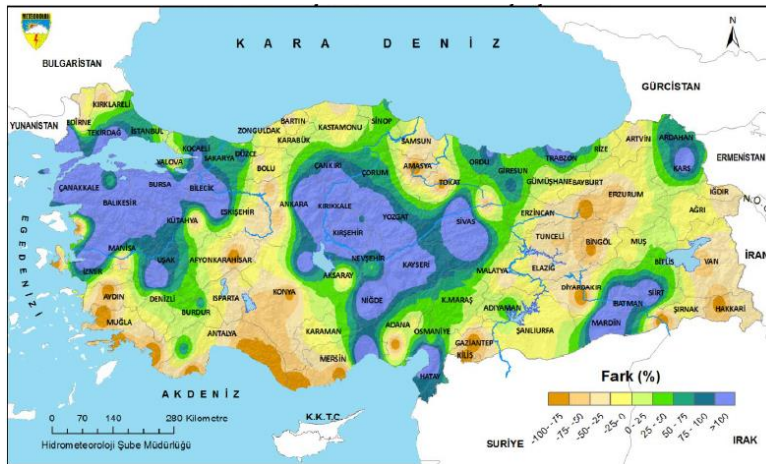 METEOROLOJİ
KARA DENİZ
N
BULGARİSTAN
GÜRCİSTAN
YUNANİSTAN
ERMENİSTAN
İRAN
EGE DENİZİ
KIRKLARELİ
EDİRNE
TEKİRDAĞ
İSTANBUL
KOCAELİ
YALOVA
SAKARYA
DÜZCE
ZONGULDAK
BARTIN
KARABÜK
KASTAMONU
SİNOP
SAMSUN
BOLU
ÇANKIRI
ÇORUM
AMASYA
TOKAT
ORDU
GİRESUN
TRABZON
RİZE
ARTVİN
ARDAHAN
KARS
GÜMÜŞHANE
BAYBURT
ERZURUM
IĞDIR
AĞRI
ÇANAKKALE
BURSA
BALIKESİR
BİLECİK
KÜTAHYA
ESKİŞEHİR
ANKARA
KIRIKKALE
YOZGAT
KIRŞEHİR
SİVAS
ERZİNCAN
TUNCELİ
BİNGÖL
MUŞ
MANİSA
İZMİR
UŞAK
AFYONKARAHİSAR
NEVŞEHİR
KAYSERİ
AKSARAY
MALATYA
ELAZIĞ
DİYARBAKIR
BİTLİS
VAN
AYDIN
DENİZLİ
ISPARTA
KONYA
NİĞDE
K.MARAŞ
ADIYAMAN
BATMAN
SİİRT
ŞIRNAK
HAKKARİ
MUĞLA
BURDUR
ANTALYA
KARAMAN
MERSİN
ADANA
OSMANİYE
GAZİANTEP
KİLİS
ŞANLIURFA
MARDİN
HATAY
AKDENİZ
K.K.T.C.
SURİYE
IRAK
0 70 140 280 Kilometre
Hidrometeoroloji Şube Müdürlüğü
Fark (%)
-100--75
-75--50
-50--25
-25-0
0 - 25
25 - 50
50 - 75
75 - 100
>100